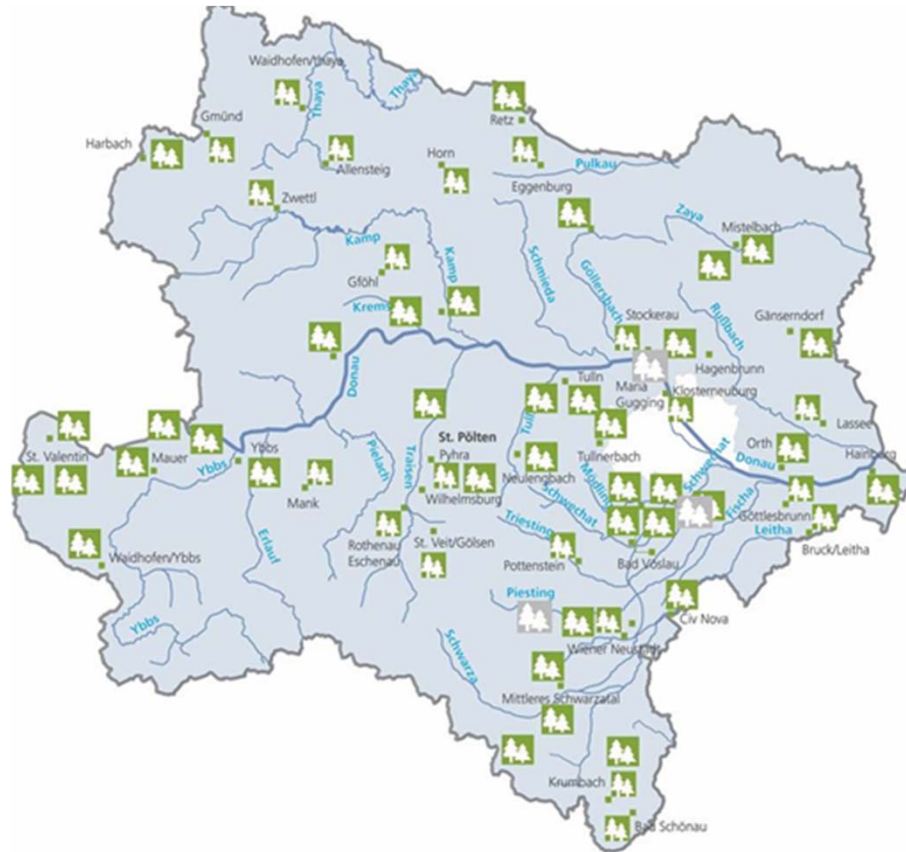 Waidhofen/thaya
Thaya
Thaya
Gmünd
Retz
Harbach
Allensteig
Horn
Pulkau
Eggenburg
Zwettl
Zaya
Mistelbach
Kamp
Kamp
Schmieda
Göllersbach
Gföhl
Krems
Rußbach
Stockerau
Gänserndorf
Hagenbrunn
Donau
Tulln
Maria
Gugging
Klosterneuburg
Tulln
Lassee
St. Pölten
Tullnerbach
Orth
Hainburg
St. Valentin
Mauer
Ybbs
Ybbs
Pielach
Traisen
Pyhra
Neulengbach
Schwechat
Donau
Mank
Wilhelmsburg
Mödling
Schwechat
Fischa
Göttlesbrunn
Leitha
Triesting
Rothenau
Eschenau
St. Veit/Gölsen
Bruck/Leitha
Waidhofen/Ybbs
Erlauf
Pottenstein
Bad Vöslau
Piesting
Civ Nova
Ybbs
Schwarza
Wiener Neustadt
Mittleres Schwarzatal
Krumbach
Bad Schönau